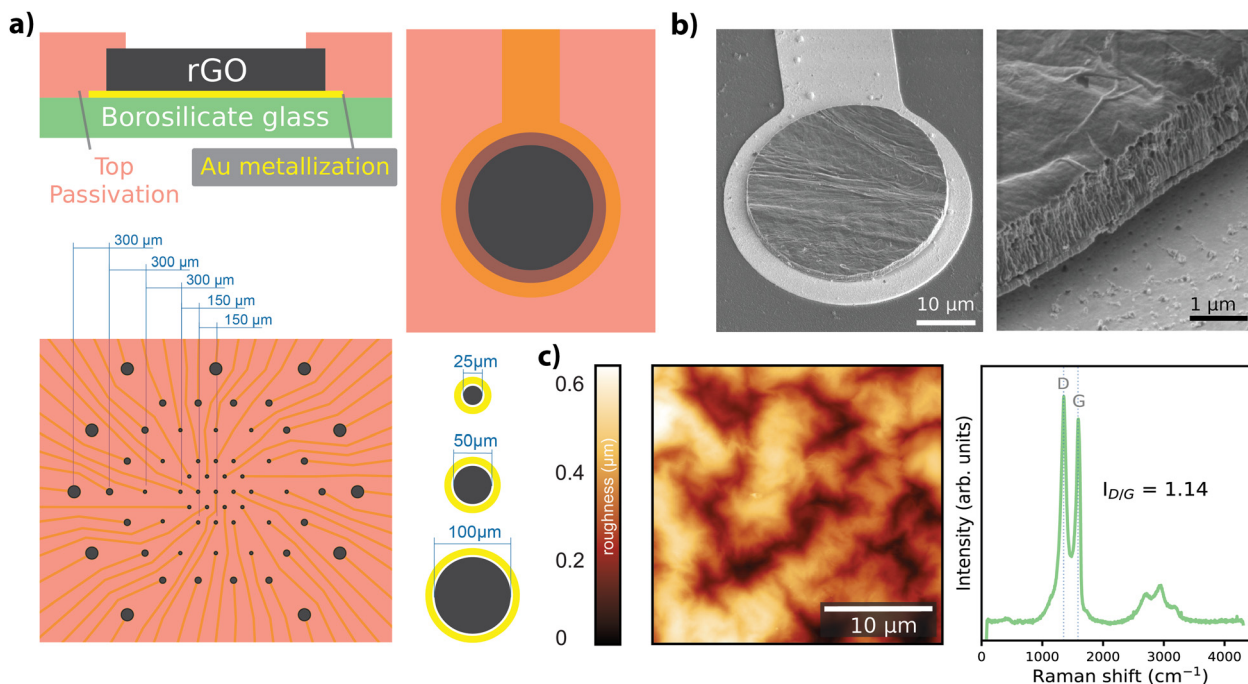 a)
rGO
Borosilicate glass
Top
Passivation
Au metallization
300 µm
300 µm
300 µm
150 µm
150 µm
25µm
50µm
100µm
b)
10 µm
1 µm
c)
0.6
0.4
0.2
0
roughness (µm)
10 µm
D
G
I_{D/G} = 1.14
Intensity (arb. units)
0 1000 2000 3000 4000
Raman shift (cm⁻¹)